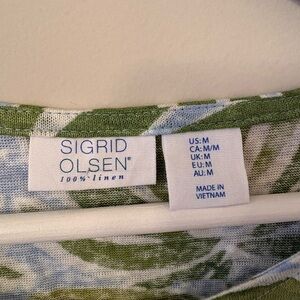 SIGRID
OLSEN®
100% linen
US:M
CA:M/M
UK:M
EU:M
AU:M
MADE IN
VIETNAM